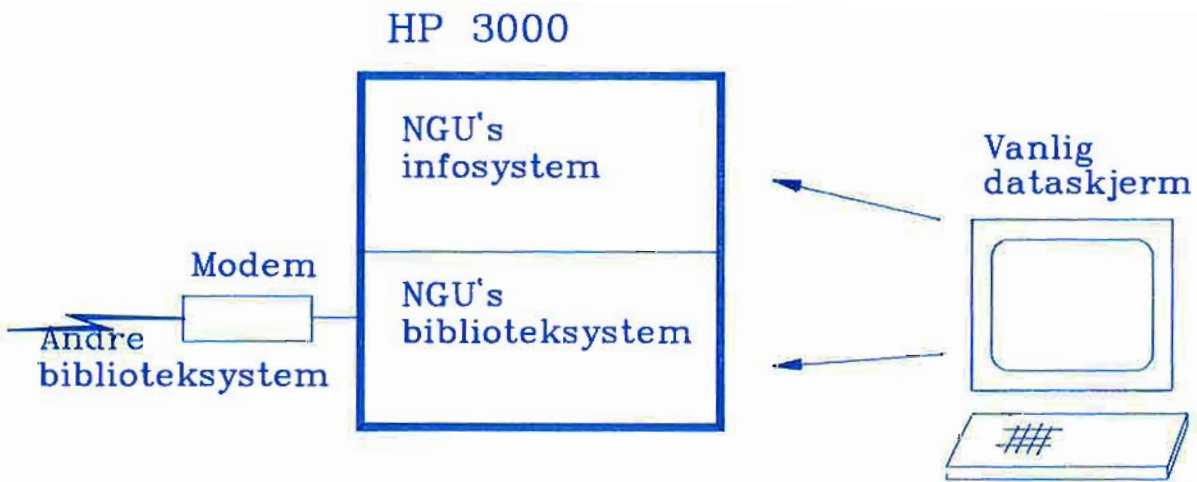 HP 3000
NGU's
infosystem
Vanlig
dataskjerm
Modem
NGU's
biblioteksystem
Andre
biblioteksystem